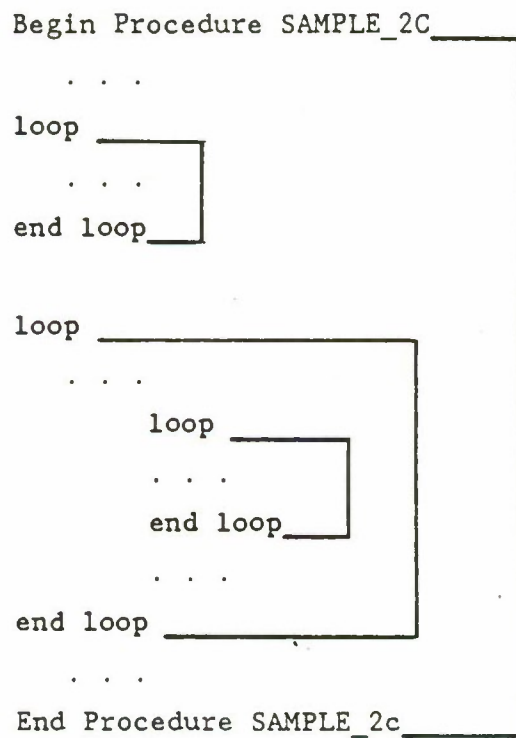 Begin Procedure SAMPLE_2C
. . .
loop
. . .
end loop
loop
. . .
loop
. . .
end loop
. . .
end loop
. . .
End Procedure SAMPLE_2c